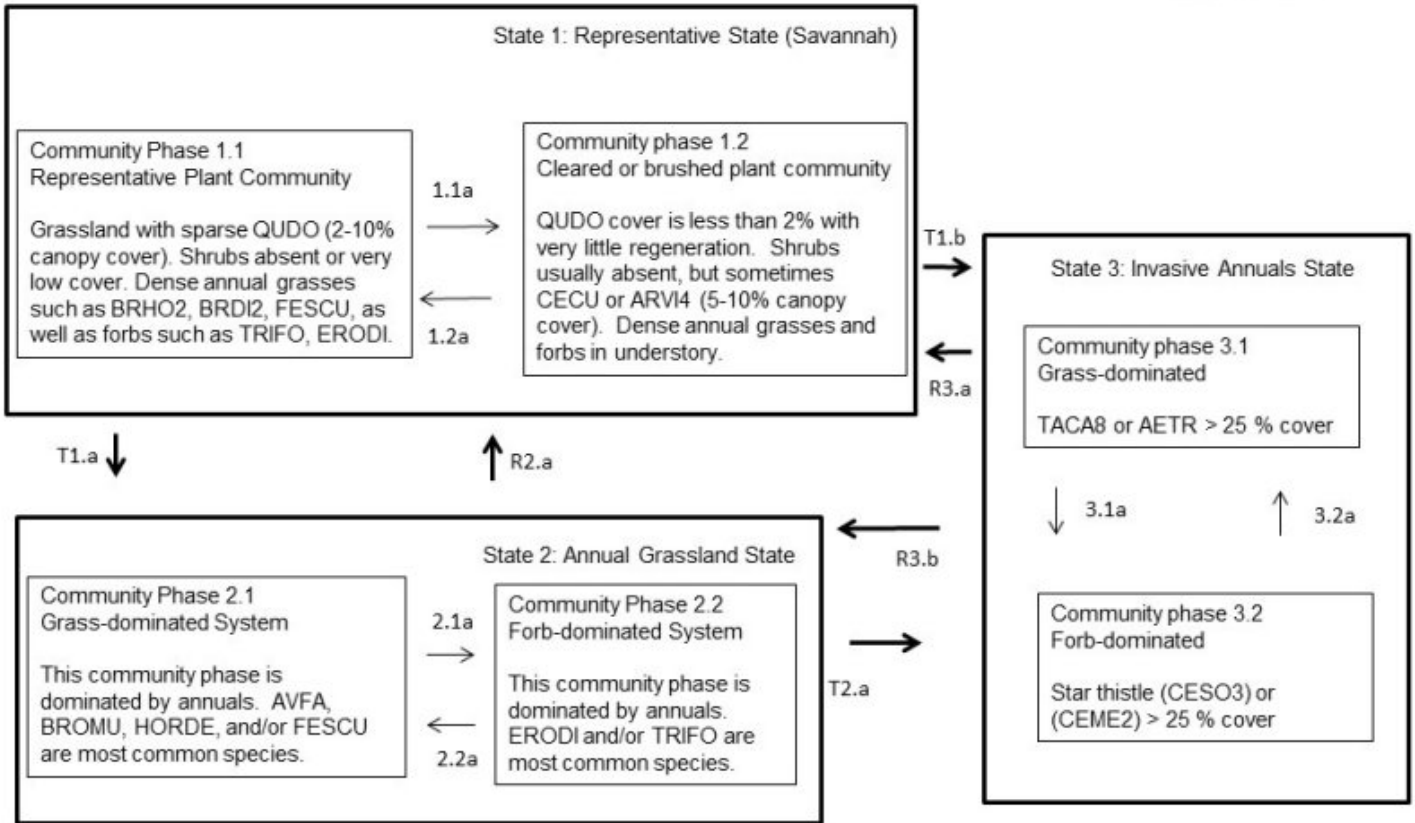 State 1: Representative State (Savannah)
Community Phase 1.1
Representative Plant Community
Grassland with sparse QUDO (2-10%
canopy cover). Shrubs absent or very
low cover. Dense annual grasses
such as BRHO2, BRDI2, FESCU, as
well as forbs such as TRIFO, ERODI.
1.1a
1.2a
Community phase 1.2
Cleared or brushed plant community
QUDO cover is less than 2% with
very little regeneration. Shrubs
usually absent, but sometimes
CECU or ARVI4 (5-10% canopy
cover). Dense annual grasses and
forbs in understory.
T1.b
R3.a
T1.a
R2.a
State 2: Annual Grassland State
Community Phase 2.1
Grass-dominated System
This community phase is
dominated by annuals. AVFA,
BROMU, HORDE, and/or FESCU
are most common species.
2.1a
2.2a
Community Phase 2.2
Forb-dominated System
This community phase is
dominated by annuals.
ERODI and/or TRIFO are
most common species.
R3.b
T2.a
State 3: Invasive Annuals State
Community phase 3.1
Grass-dominated
TACA8 or AETR > 25 % cover
3.1a
3.2a
Community phase 3.2
Forb-dominated
Star thistle (CESO3) or
(CEME2) > 25 % cover